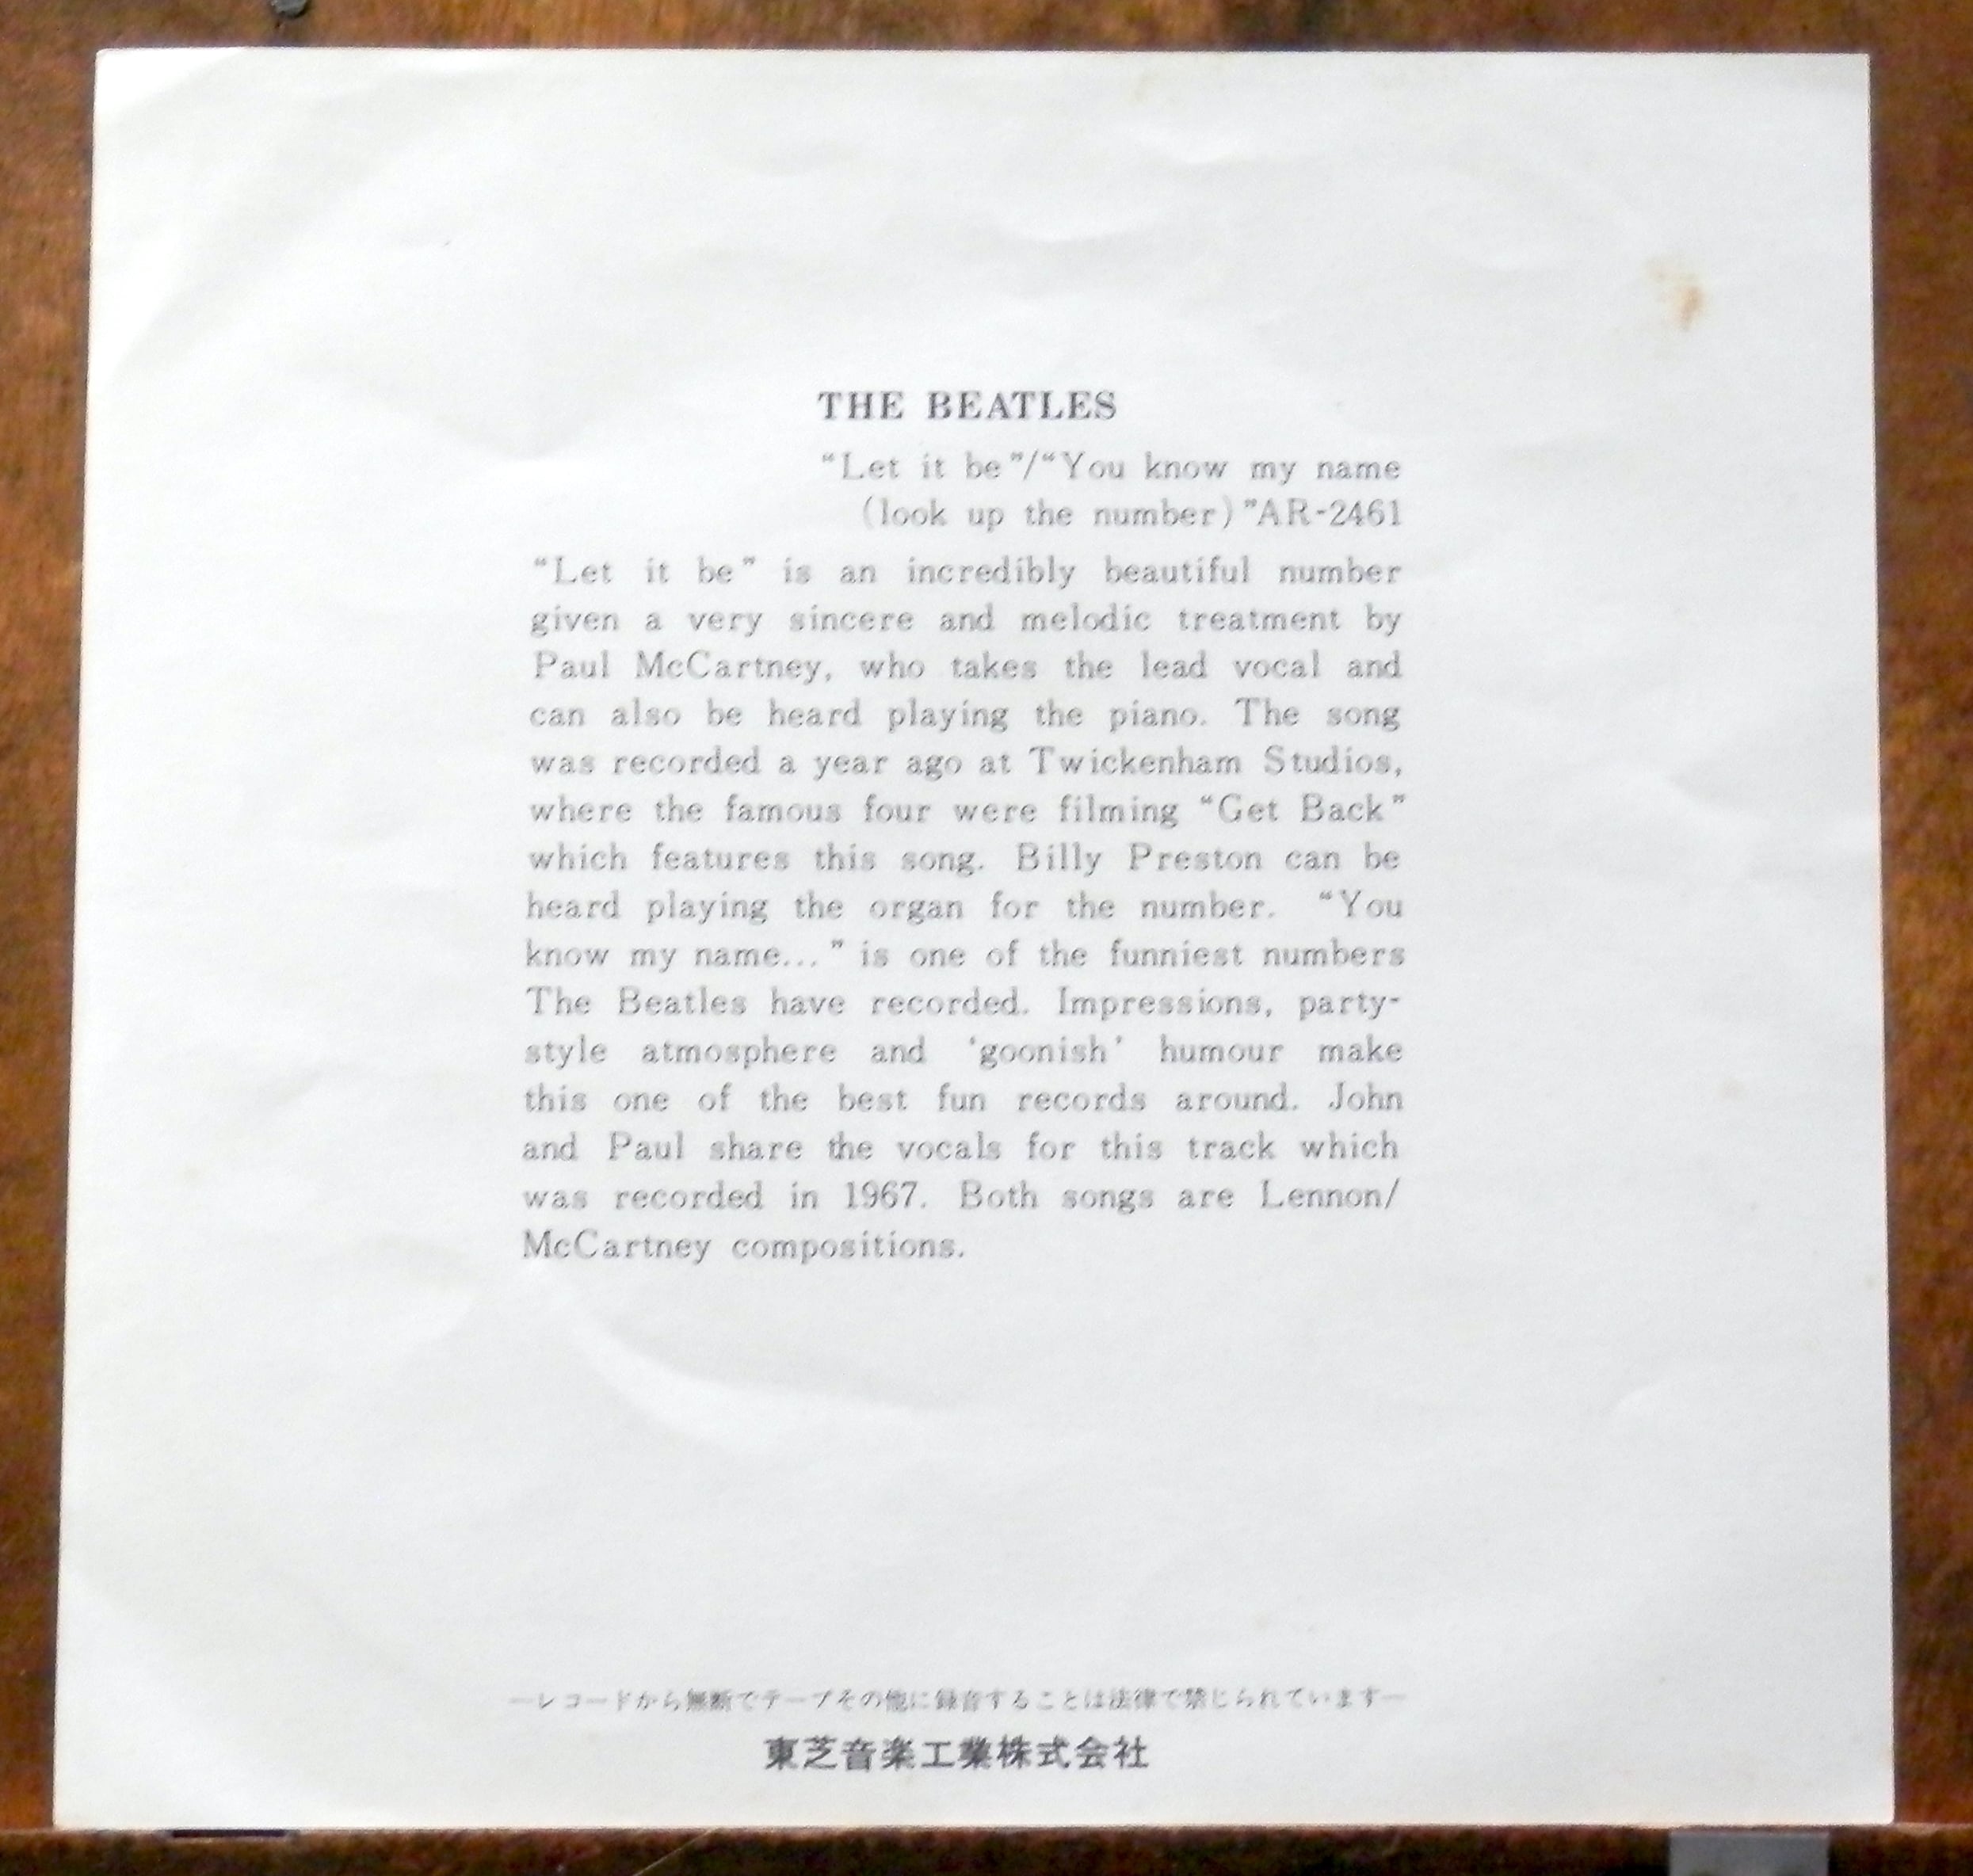 THE BEATLES
“Let it be”/“You know my name
(look up the number)”AR-2461
“Let it be” is an incredibly beautiful number
given a very sincere and melodic treatment by
Paul McCartney, who takes the lead vocal and
can also be heard playing the piano. The song
was recorded a year ago at Twickenham Studios,
where the famous four were filming “Get Back”
which features this song. Billy Preston can be
heard playing the organ for the number. “You
know my name...” is one of the funniest numbers
The Beatles have recorded. Impressions, party-
style atmosphere and ‘goonish’ humour make
this one of the best fun records around. John
and Paul share the vocals for this track which
was recorded in 1967. Both songs are Lennon/
McCartney compositions.
—レコードから無断でテープその他に録音することは法律で禁じられています—
東芝音楽工業株式会社